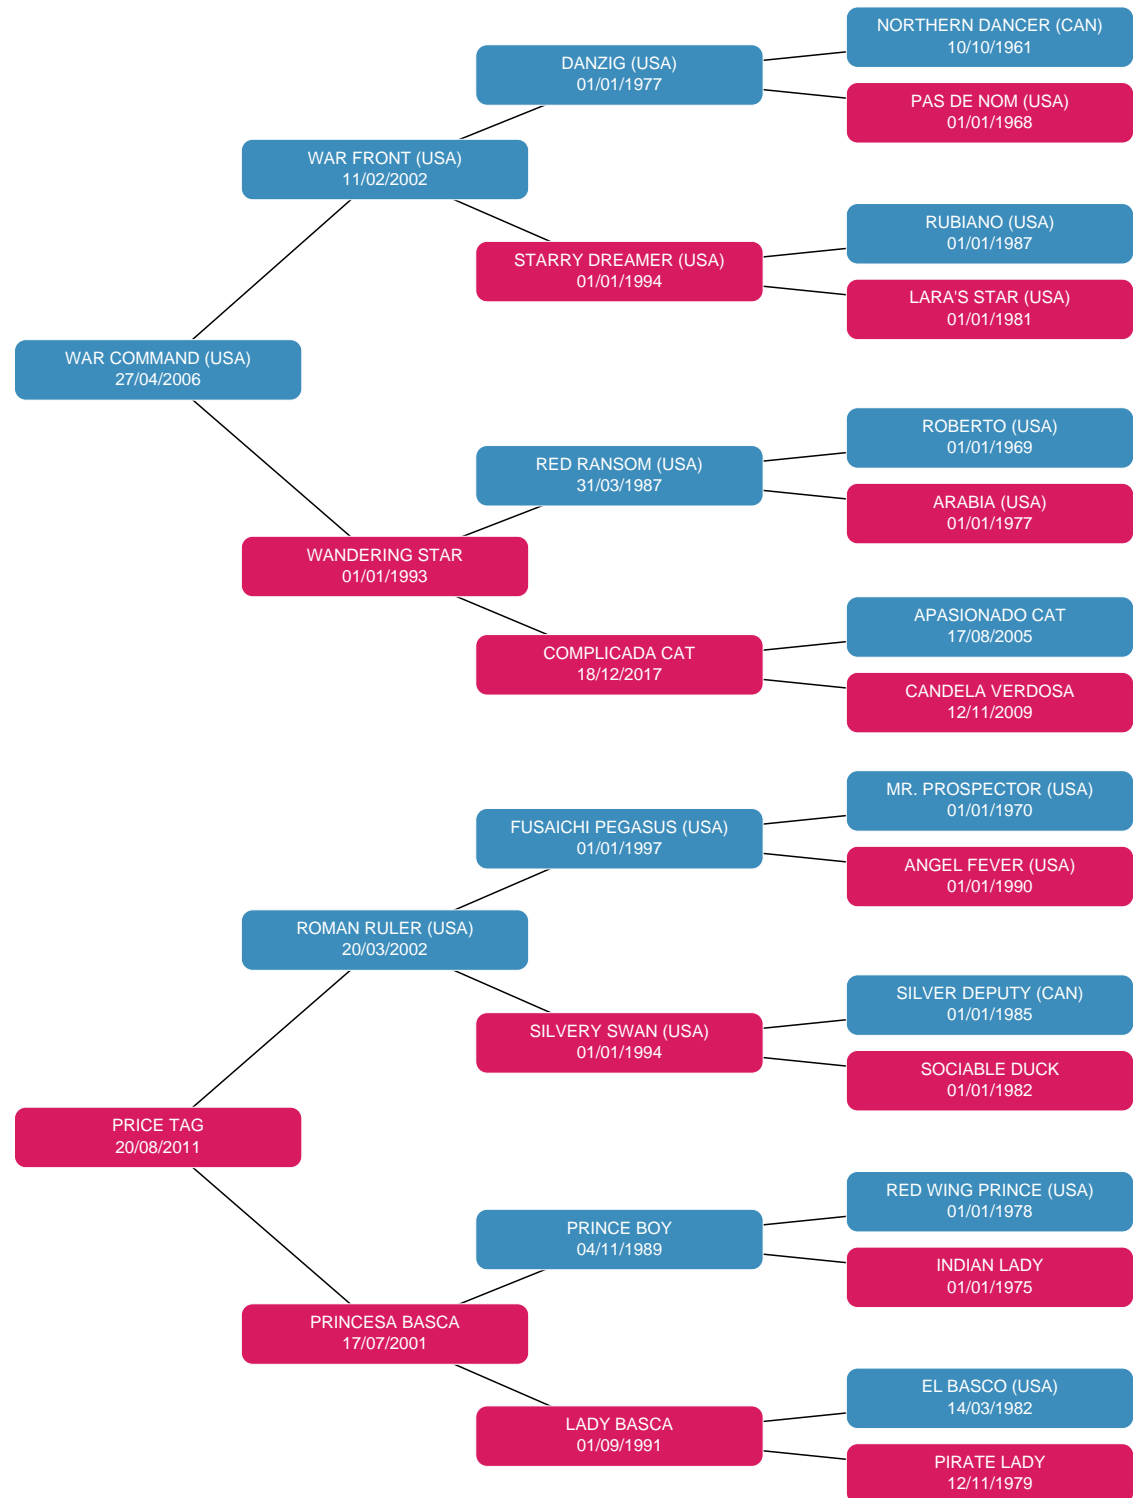 NORTHERN DANCER (CAN)
10/10/1961
DANZIG (USA)
01/01/1977
PAS DE NOM (USA)
01/01/1968
WAR FRONT (USA)
11/02/2002
RUBIANO (USA)
01/01/1987
STARRY DREAMER (USA)
01/01/1994
LARA'S STAR (USA)
01/01/1981
WAR COMMAND (USA)
27/04/2006
ROBERTO (USA)
01/01/1969
RED RANSOM (USA)
31/03/1987
ARABIA (USA)
01/01/1977
WANDERING STAR
01/01/1993
APASIONADO CAT
17/08/2005
COMPLICADA CAT
18/12/2017
CANDELA VERDOSA
12/11/2009
MR. PROSPECTOR (USA)
01/01/1970
FUSAICHI PEGASUS (USA)
01/01/1997
ANGEL FEVER (USA)
01/01/1990
ROMAN RULER (USA)
20/03/2002
SILVER DEPUTY (CAN)
01/01/1985
SILVERY SWAN (USA)
01/01/1994
SOCIABLE DUCK
01/01/1982
PRICE TAG
20/08/2011
RED WING PRINCE (USA)
01/01/1978
PRINCE BOY
04/11/1989
INDIAN LADY
01/01/1975
PRINCESA BASCA
17/07/2001
EL BASCO (USA)
14/03/1982
LADY BASCA
01/09/1991
PIRATE LADY
12/11/1979